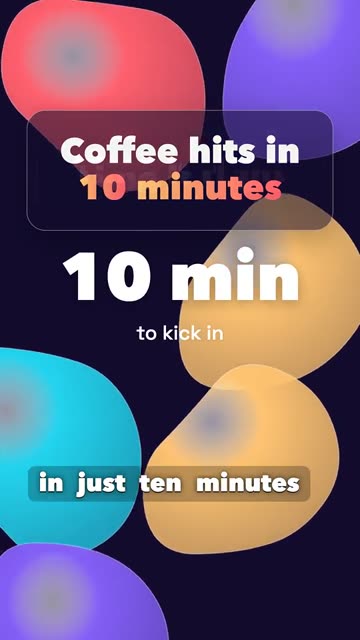 Coffee hits in
10 minutes
10 min
to kick in
in just ten minutes